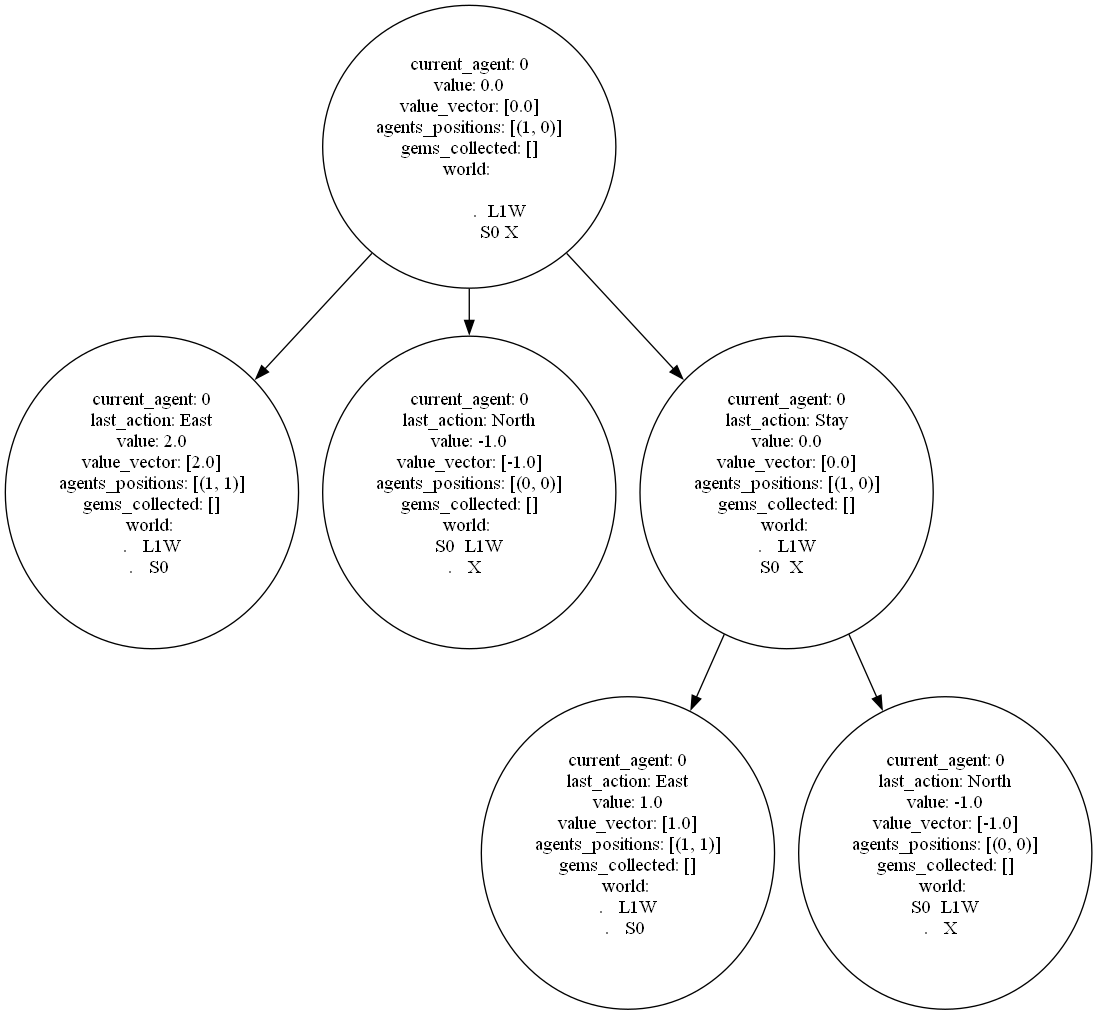 current_agent: 0
value: 0.0
value_vector: [0.0]
agents_positions: [(1, 0)]
gems_collected: []
world:
. L1W
S0 X
current_agent: 0
last_action: East
value: 2.0
value_vector: [2.0]
agents_positions: [(1, 1)]
gems_collected: []
world:
. L1W
. S0
current_agent: 0
last_action: North
value: -1.0
value_vector: [-1.0]
agents_positions: [(0, 0)]
gems_collected: []
world:
S0 L1W
. X
current_agent: 0
last_action: Stay
value: 0.0
value_vector: [0.0]
agents_positions: [(1, 0)]
gems_collected: []
world:
. L1W
S0 X
current_agent: 0
last_action: East
value: 1.0
value_vector: [1.0]
agents_positions: [(1, 1)]
gems_collected: []
world:
. L1W
. S0
current_agent: 0
last_action: North
value: -1.0
value_vector: [-1.0]
agents_positions: [(0, 0)]
gems_collected: []
world:
S0 L1W
. X